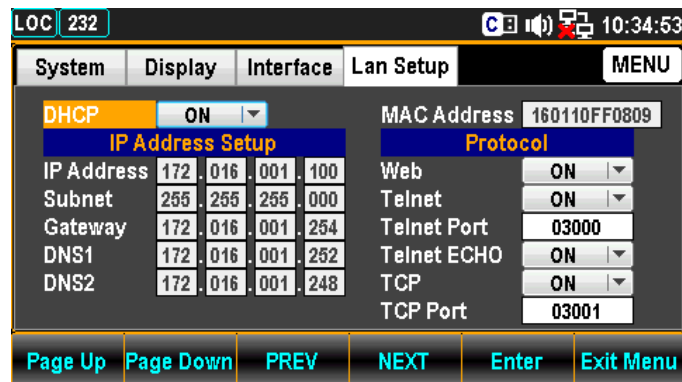 LOC 232 C 10:34:53
System Display Interface Lan Setup MENU
DHCP ON MAC Address 160110FF0809
IP Address Setup Protocol
IP Address 172 . 016 . 001 . 100 Web ON
Subnet 255 . 255 . 255 . 000 Telnet ON
Gateway 172 . 016 . 001 . 254 Telnet Port 03000
DNS1 172 . 016 . 001 . 252 Telnet ECHO ON
DNS2 172 . 016 . 001 . 248 TCP ON
TCP Port 03001
Page Up Page Down PREV NEXT Enter Exit Menu